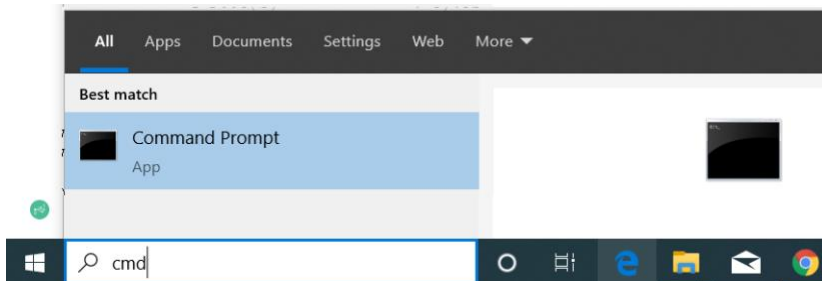 All Apps Documents Settings Web More
Best match
Command Prompt
App
cmd